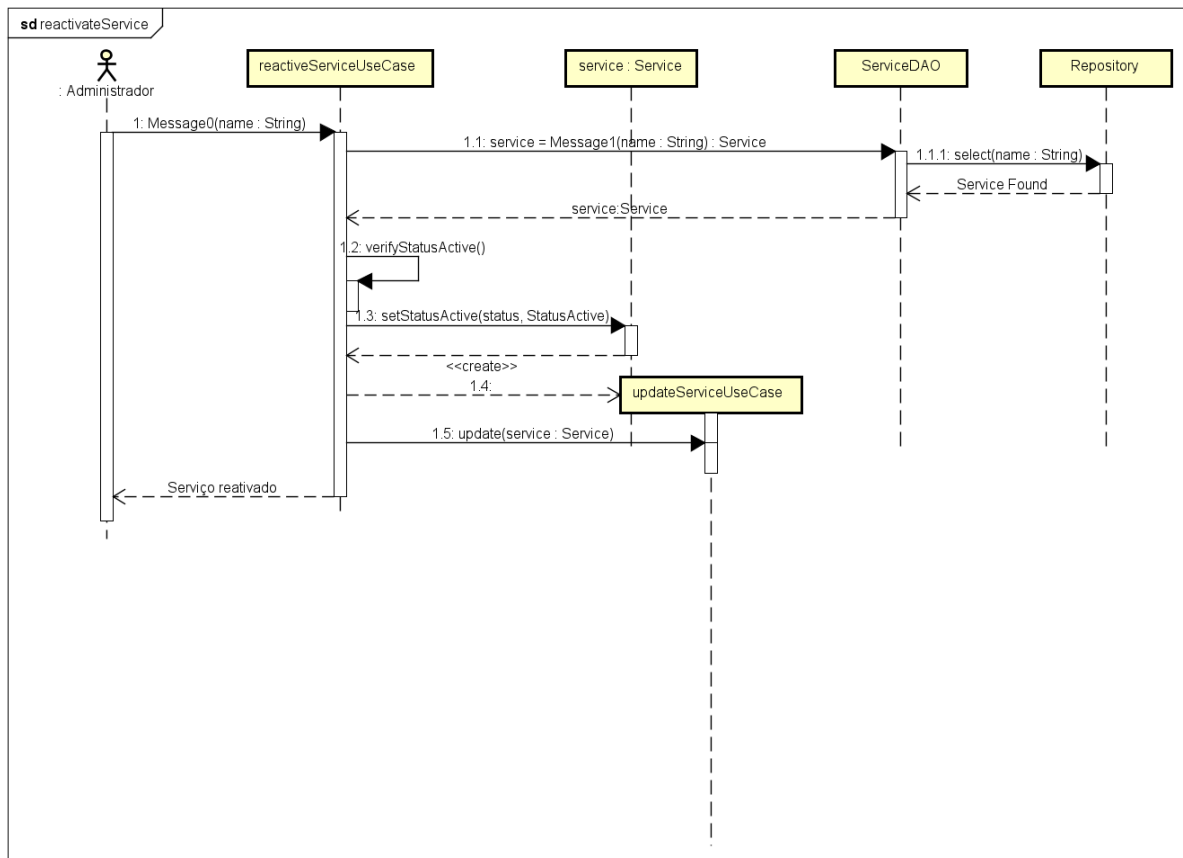 sd reactivateService
: Administrador
reactiveServiceUseCase
service : Service
ServiceDAO
Repository
1: Message0(name : String)
1.1: service = Message1(name : String) : Service
1.1.1: select(name : String)
Service Found
service:Service
1.2: verifyStatusActive()
1.3: setStatusActive(status, StatusActive)
<<create>>
1.4:
updateServiceUseCase
1.5: update(service : Service)
Serviço reativado